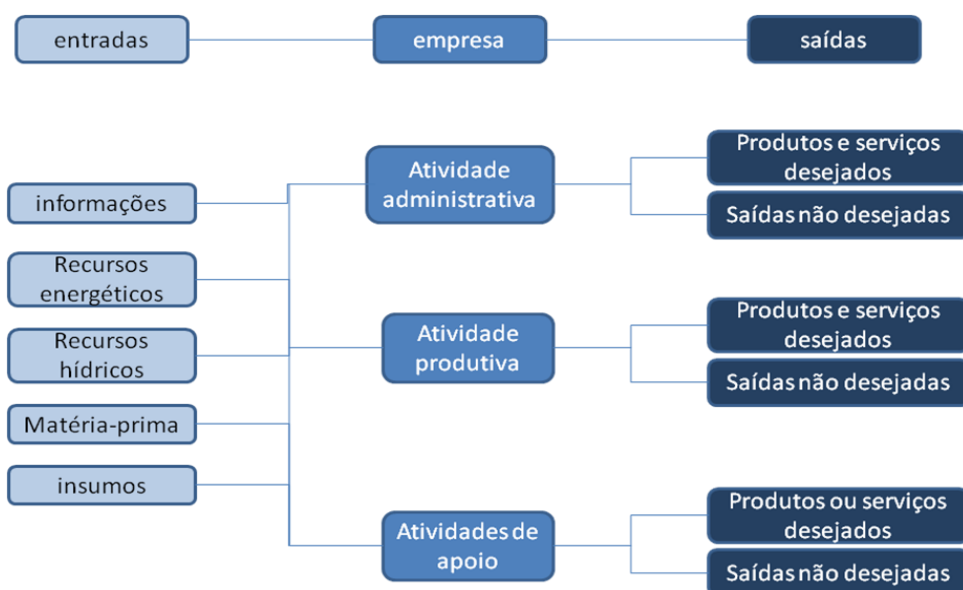 entradas
empresa
saídas
informações
Recursos
energéticos
Recursos
hídricos
Matéria-prima
insumos
Atividade
administrativa
Atividade
produtiva
Atividades de
apoio
Produtos e serviços
desejados
Saídas não desejadas
Produtos e serviços
desejados
Saídas não desejadas
Produtos ou serviços
desejados
Saídas não desejadas